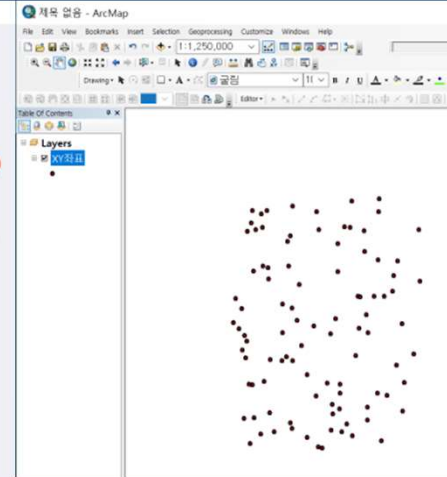 제목 없음 - ArcMap
File Edit View Bookmarks Insert Selection Geoprocessing Customize Windows Help
1:1,250,000
Drawing 굴림 11 B I U A
Editor
Table Of Contents
Layers
XY좌표